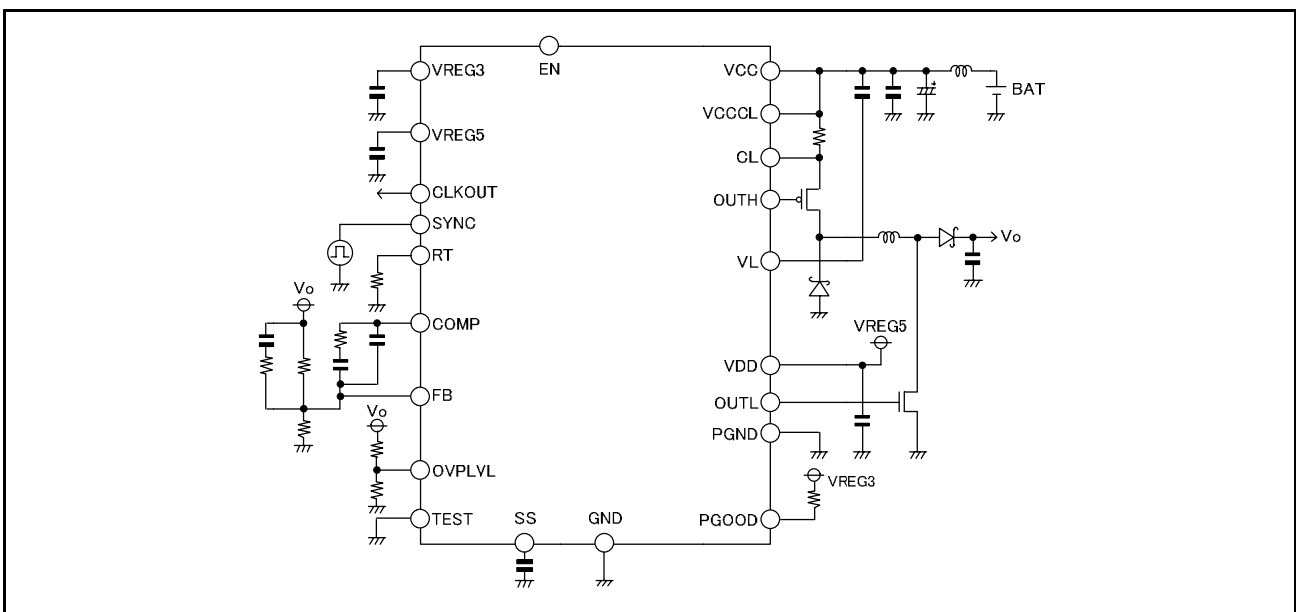 EN
VREG3
VREG5
CLKOUT
SYNC
RT
Vo
COMP
FB
Vo
OVPLVL
TEST
SS
GND
VCC
+
BAT
VCCCL
CL
OUTH
Vo
VL
VREG5
VDD
OUTL
PGND
VREG3
PGOOD